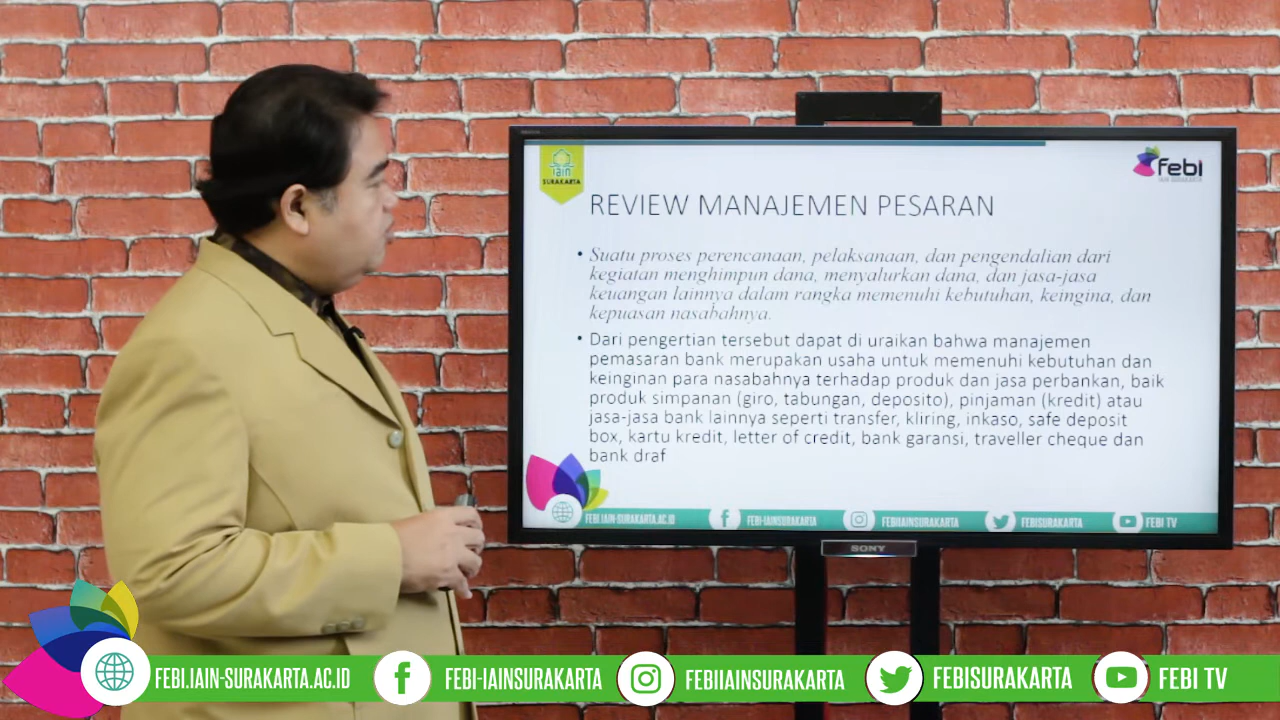 iain
SURAKARTA
febi
IAIN SURAKARTA
REVIEW MANAJEMEN PESARAN
• Suatu proses perencanaan, pelaksanaan, dan pengendalian dari
kegiatan menghimpun dana, menyalurkan dana, dan jasa-jasa
keuangan lainnya dalam rangka memenuhi kebutuhan, keingina, dan
kepuasan nasabahnya.
• Dari pengertian tersebut dapat di uraikan bahwa manajemen
pemasaran bank merupakan usaha untuk memenuhi kebutuhan dan
keinginan para nasabahnya terhadap produk dan jasa perbankan, baik
produk simpanan (giro, tabungan, deposito), pinjaman (kredit) atau
jasa-jasa bank lainnya seperti transfer, kliring, inkaso, safe deposit
box, kartu kredit, letter of credit, bank garansi, traveller cheque dan
bank draf
FEBI.IAIN-SURAKARTA.AC.ID FEBI-IAINSURAKARTA FEBIIAINSURAKARTA FEBISURAKARTA FEBI TV
SONY
FEBI.IAIN-SURAKARTA.AC.ID FEBI-IAINSURAKARTA FEBIIAINSURAKARTA FEBISURAKARTA FEBI TV